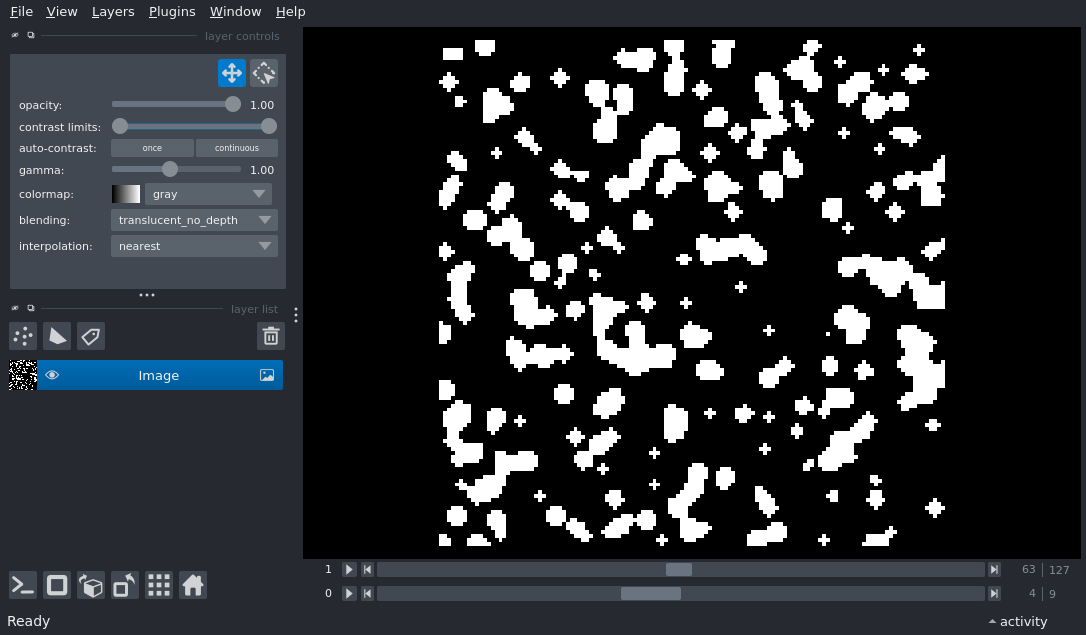 File View Layers Plugins Window Help
layer controls
opacity: 1.00
contrast limits:
auto-contrast: once continuous
gamma: 1.00
colormap: gray
blending: translucent_no_depth
interpolation: nearest
layer list
Image
1 63 127
0 4 9
Ready activity